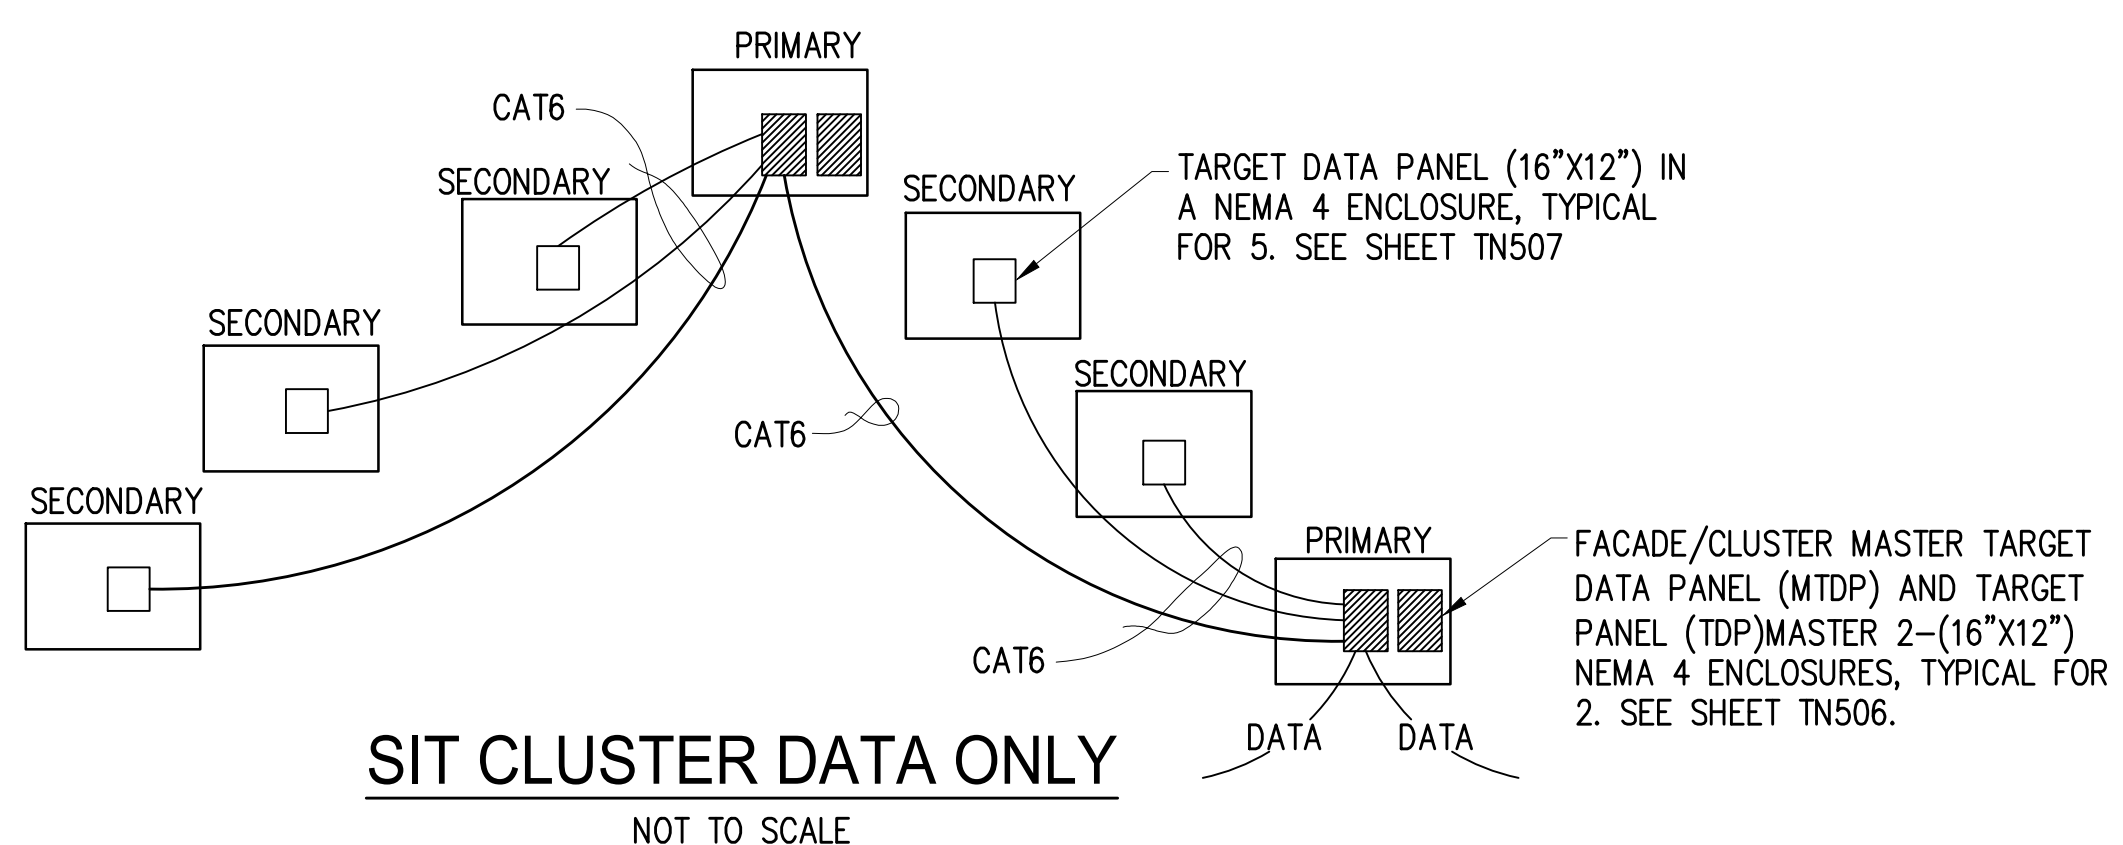 PRIMARY
CAT6
SECONDARY
SECONDARY
TARGET DATA PANEL (16”X12”) IN
A NEMA 4 ENCLOSURE, TYPICAL
FOR 5. SEE SHEET TN507
SECONDARY
SECONDARY
CAT6
SECONDARY
PRIMARY
FACADE/CLUSTER MASTER TARGET
DATA PANEL (MTDP) AND TARGET
PANEL (TDP)MASTER 2-(16”X12”)
NEMA 4 ENCLOSURES, TYPICAL FOR
2. SEE SHEET TN506.
CAT6
DATA
DATA
SIT CLUSTER DATA ONLY
NOT TO SCALE